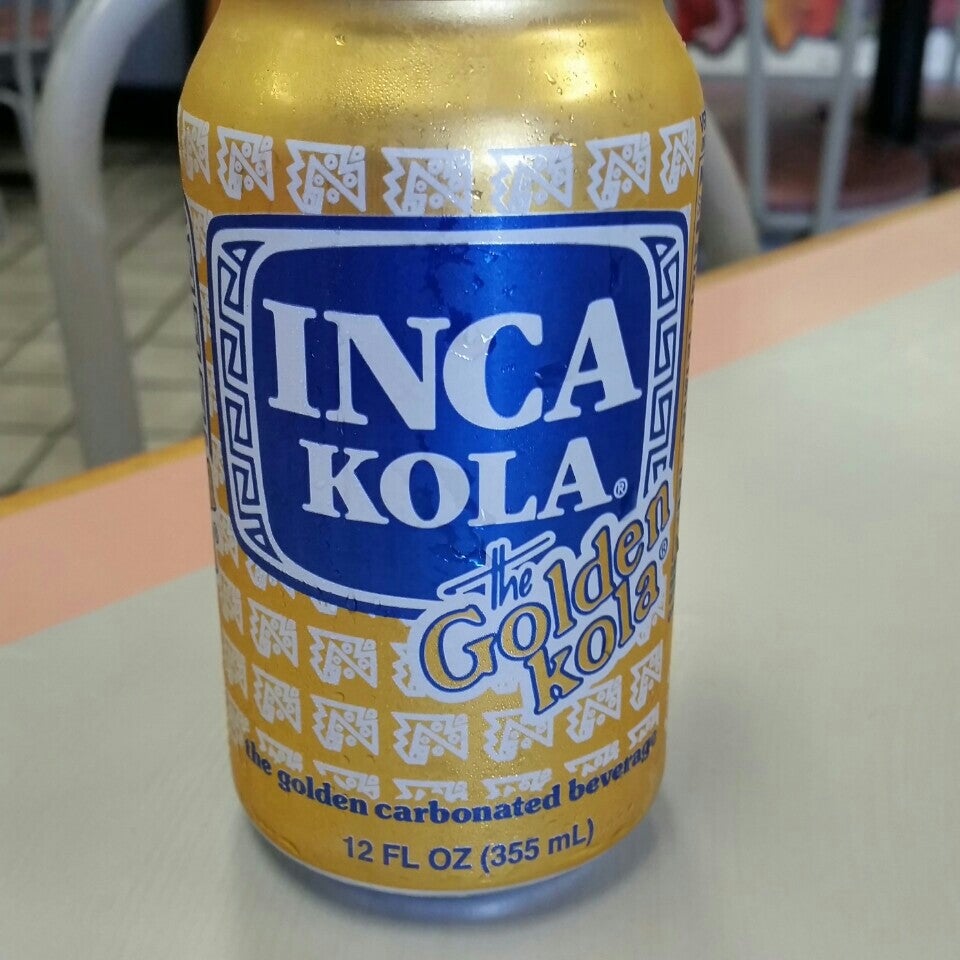 INCA
KOLA®
the
Golden
kola®
the golden carbonated beverage
12 FL OZ (355 mL)